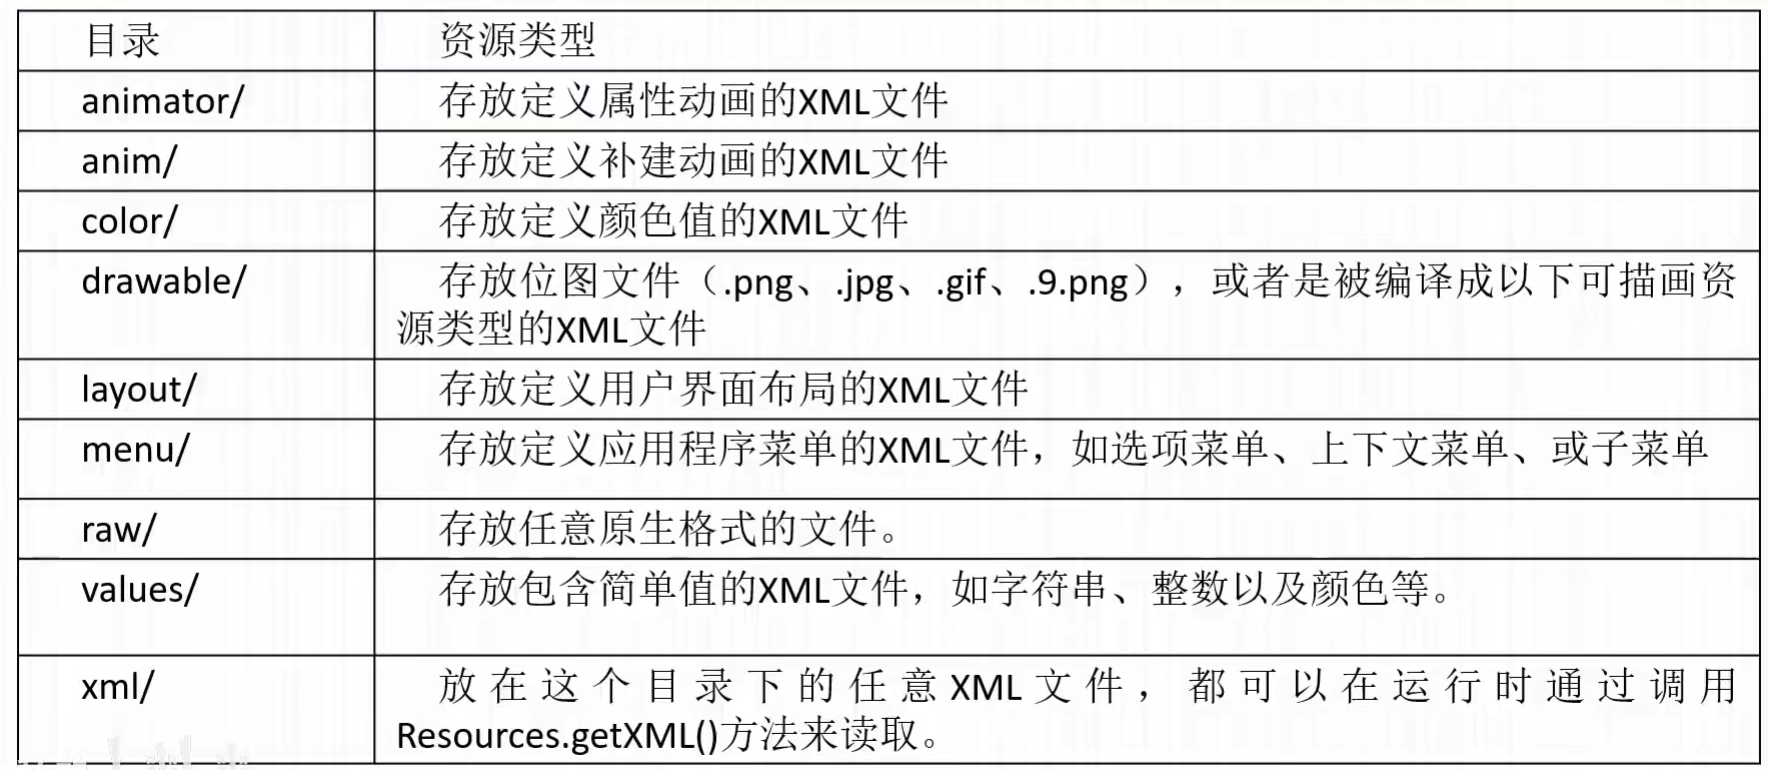 目录 资源类型
animator/ 存放定义属性动画的XML文件
anim/ 存放定义补建动画的XML文件
color/ 存放定义颜色值的XML文件
drawable/ 存放位图文件（.png、.jpg、.gif、.9.png），或者是被编译成以下可描画资
源类型的XML文件
layout/ 存放定义用户界面布局的XML文件
menu/ 存放定义应用程序菜单的XML文件，如选项菜单、上下文菜单、或子菜单
raw/ 存放任意原生格式的文件。
values/ 存放包含简单值的XML文件，如字符串、整数以及颜色等。
xml/ 放在这个目录下的任意XML文件，都可以在运行时通过调用
Resources.getXML()方法来读取。